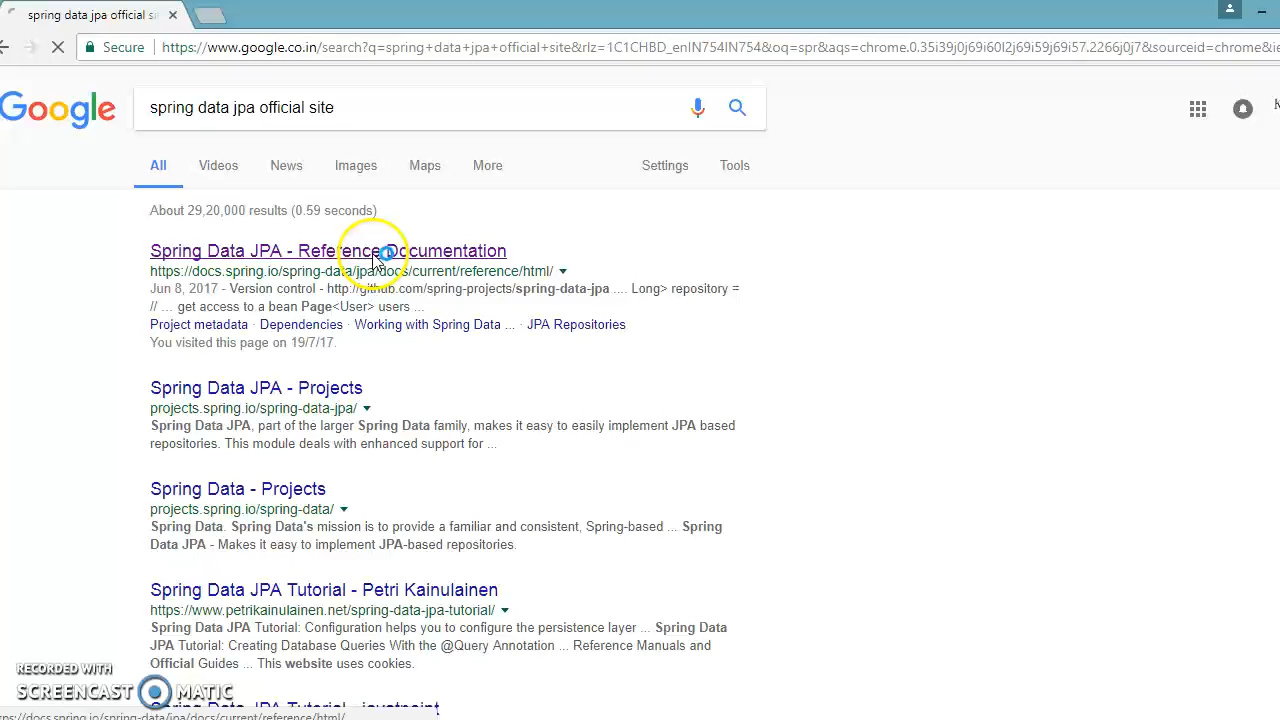 spring data jpa official si
Secure https://www.google.co.in/search?q=spring+data+jpa+official+site&rlz=1C1CHBD_enIN754IN754&oq=spr&aqs=chrome.0.35i39j0j69i60l2j69i59j69i57.2266j0j7&sourceid=chrome&ie
Google spring data jpa official site K
All Videos News Images Maps More Settings Tools
About 29,20,000 results (0.59 seconds)
Spring Data JPA - Reference Documentation
https://docs.spring.io/spring-data/jpa/docs/current/reference/html/
Jun 8, 2017 - Version control - http://github.com/spring-projects/spring-data-jpa .... Long> repository =
// ... get access to a bean Page<User> users ...
Project metadata · Dependencies · Working with Spring Data ... · JPA Repositories
You visited this page on 19/7/17.
Spring Data JPA - Projects
projects.spring.io/spring-data-jpa/
Spring Data JPA, part of the larger Spring Data family, makes it easy to easily implement JPA based
repositories. This module deals with enhanced support for ...
Spring Data - Projects
projects.spring.io/spring-data/
Spring Data. Spring Data's mission is to provide a familiar and consistent, Spring-based ... Spring
Data JPA - Makes it easy to implement JPA-based repositories.
Spring Data JPA Tutorial - Petri Kainulainen
https://www.petrikainulainen.net/spring-data-jpa-tutorial/
Spring Data JPA Tutorial: Configuration helps you to configure the persistence layer ... Spring Data
JPA Tutorial: Creating Database Queries With the @Query Annotation ... Reference Manuals and
Official Guides ... This website uses cookies.
RECORDED WITH
SCREENCAST MATIC
Spring Data JPA Tutorial - javatpoint
ps://docs.spring.io/spring-data/jpa/docs/current/reference/html/